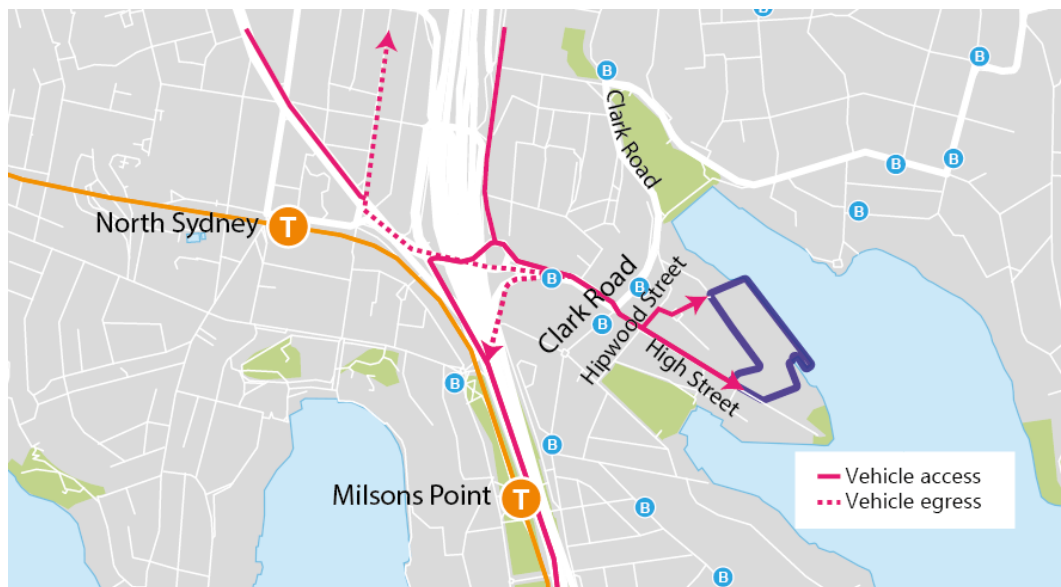 B
B
B
Clark Road
B
B
B
North Sydney
T
B
B
Clark Road
B
B
Hipwood Street
High Street
B
B
Milsons Point
T
B
B
Vehicle access
Vehicle egress